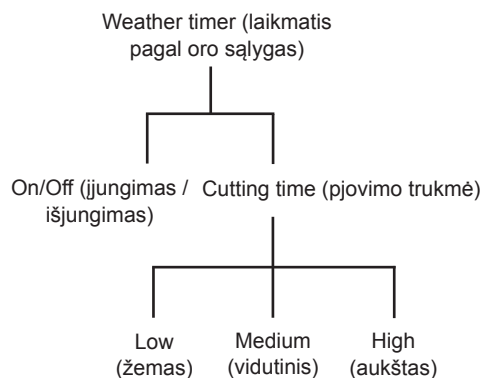 Weather timer (laikmatis
pagal oro sąlygas)
On/Off (įjungimas /
išjungimas)
Cutting time (pjovimo trukmė)
Low
(žemas)
Medium
(vidutinis)
High
(aukštas)